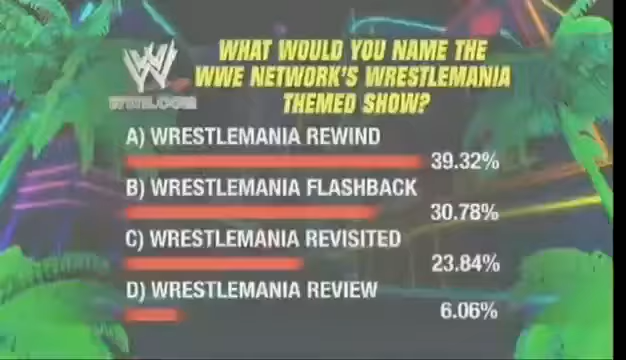 WHAT WOULD YOU NAME THE
WWE NETWORK'S WRESTLEMANIA
THEMED SHOW?
WWE.COM
A) WRESTLEMANIA REWIND
39.32%
B) WRESTLEMANIA FLASHBACK
30.78%
C) WRESTLEMANIA REVISITED
23.84%
D) WRESTLEMANIA REVIEW
6.06%